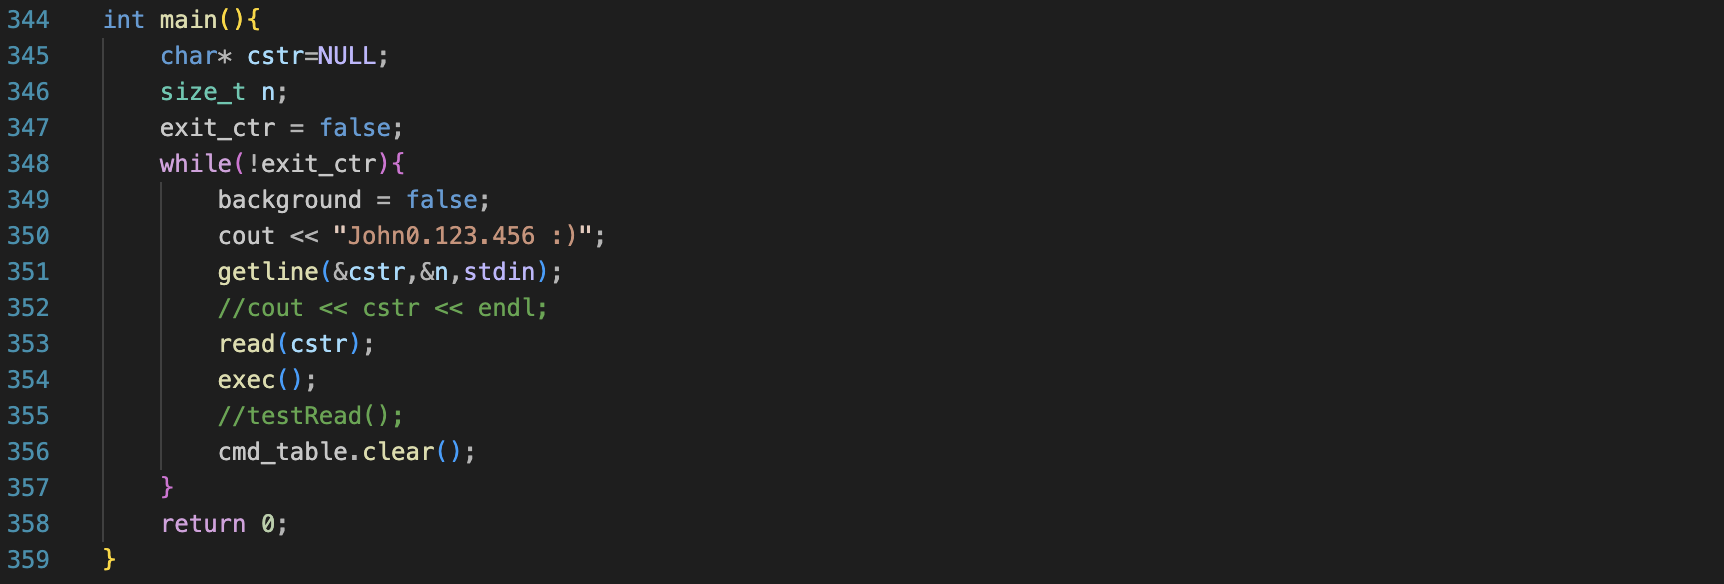 344 int main(){
345 char* cstr=NULL;
346 size_t n;
347 exit_ctr = false;
348 while(!exit_ctr){
349 background = false;
350 cout << "John0.123.456 :)";
351 getline(&cstr,&n,stdin);
352 //cout << cstr << endl;
353 read(cstr);
354 exec();
355 //testRead();
356 cmd_table.clear();
357 }
358 return 0;
359 }